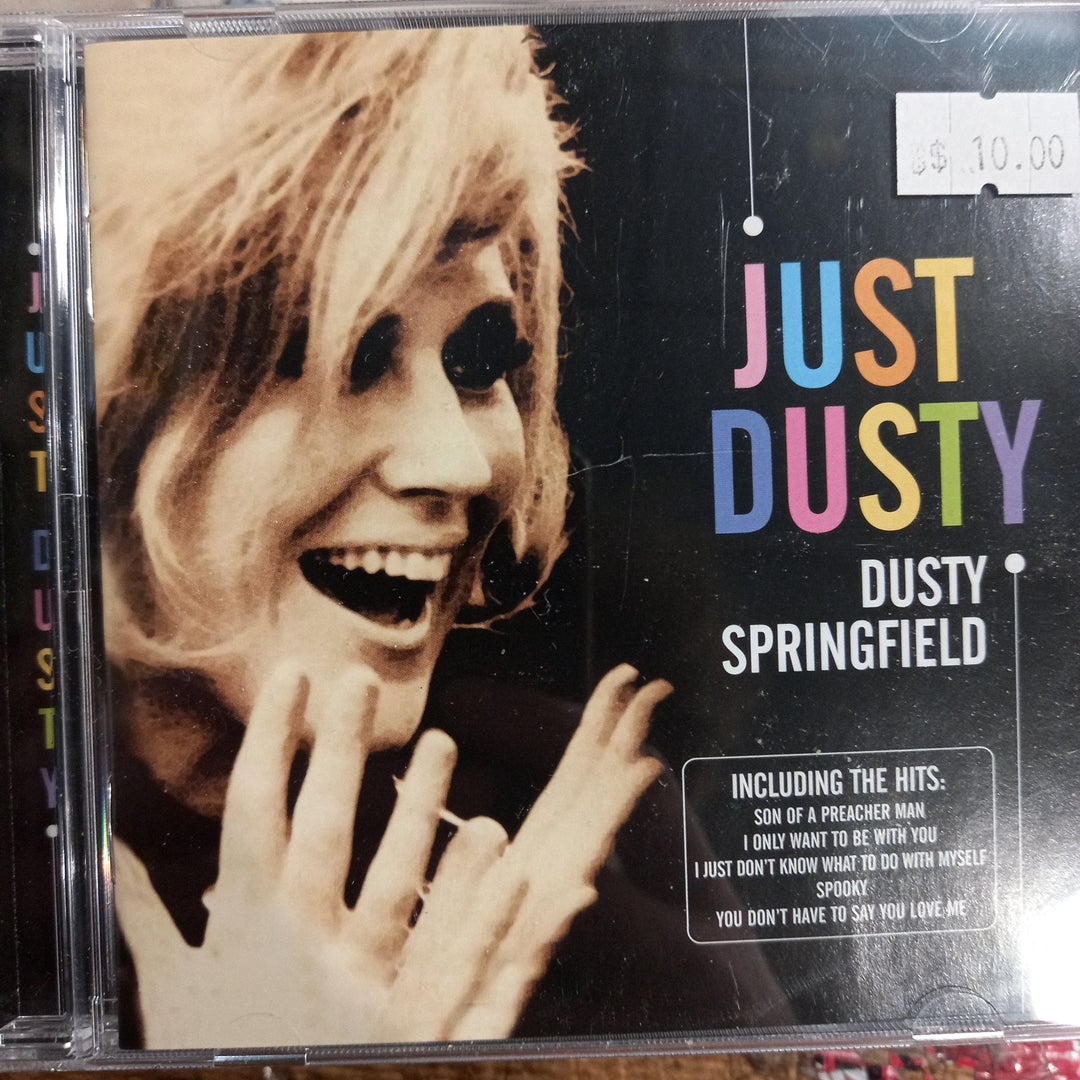 $ 10.00
JUST
DUSTY
DUSTY
SPRINGFIELD
INCLUDING THE HITS:
SON OF A PREACHER MAN
I ONLY WANT TO BE WITH YOU
I JUST DON'T KNOW WHAT TO DO WITH MYSELF
SPOOKY
YOU DON'T HAVE TO SAY YOU LOVE ME
JUST DUSTY